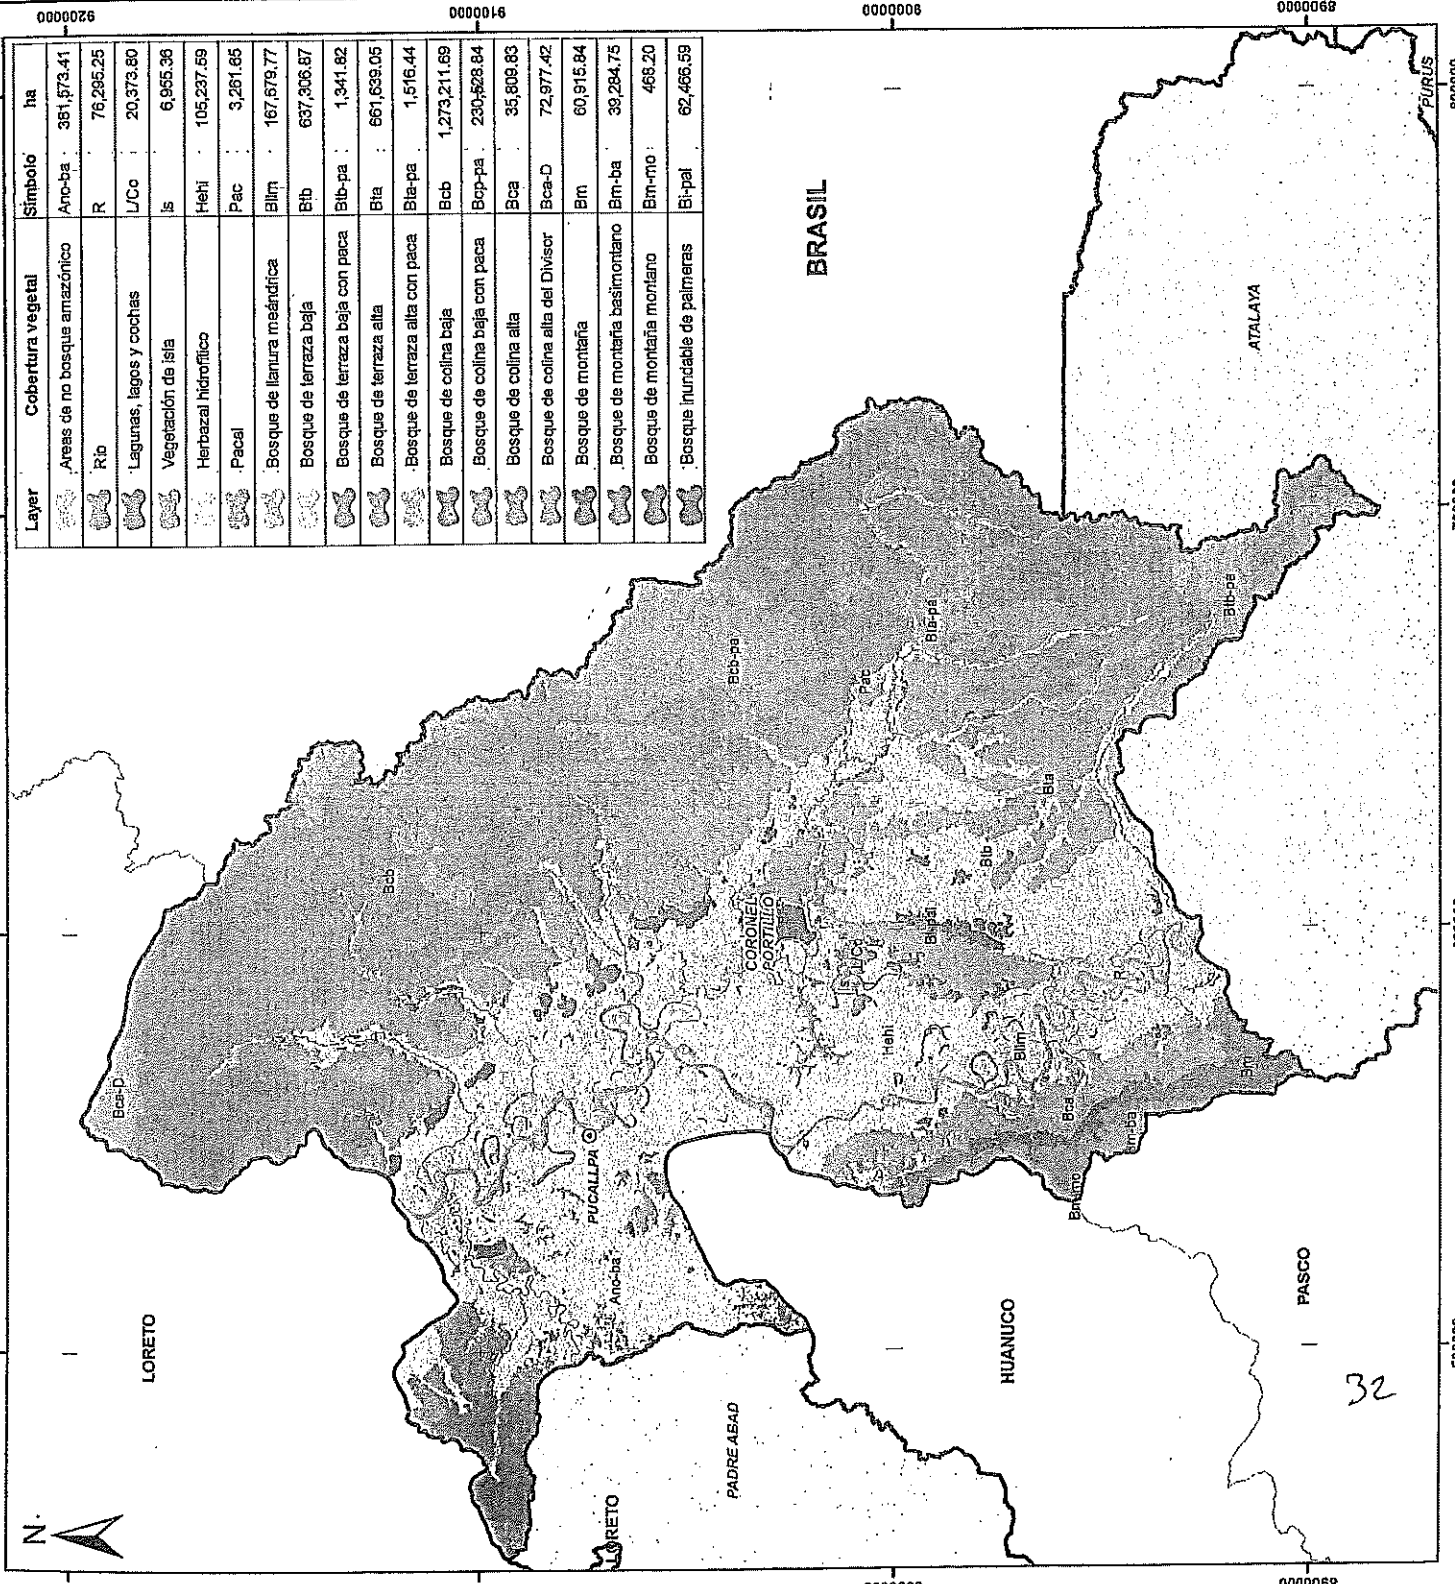 Layer Cobertura vegetal Símbolo ha
Areas de no bosque amazónico Ano-ba 381,573.41
Río R 76,295.25
Lagunas, lagos y cochas L/Co 20,373.80
Vegetación de isla Is 6,955.36
Herbazal hidrofítico Hehi 105,237.59
Pacal Pac 3,261.65
Bosque de llanura meándrica Bllm 167,679.77
Bosque de terraza baja Btb 637,306.87
Bosque de terraza baja con paca Btb-pa 1,341.82
Bosque de terraza alta Bta 661,639.05
Bosque de terraza alta con paca Bta-pa 1,516.44
Bosque de colina baja Bcb 1,273,211.69
Bosque de colina baja con paca Bcp-pa 230,528.84
Bosque de colina alta Bca 35,809.83
Bosque de colina alta del Divisor Bca-D 72,977.42
Bosque de montaña Bm 60,915.84
Bosque de montaña basimontano Bm-ba 39,284.75
Bosque de montaña montano Bm-mo 468.20
Bosque inundable de palmeras Bi-pal 62,466.59
N
9200000
9100000
9000000
8900000
LORETO
BRASIL
Bca-D
Bcb
Bcb-pa
PUCALLPA
Ano-ba
CORONEL
PORTILLO
Is
L/Co
Pac
Bta-pa
Hehi
Bi-pal
Btb
Bta
Bllm
R
Bca
Bm-ba
Bm-mo
Bm
Btb-pa
LORETO
PADRE ABAD
HUANUCO
PASCO
ATALAYA
PURUS
32